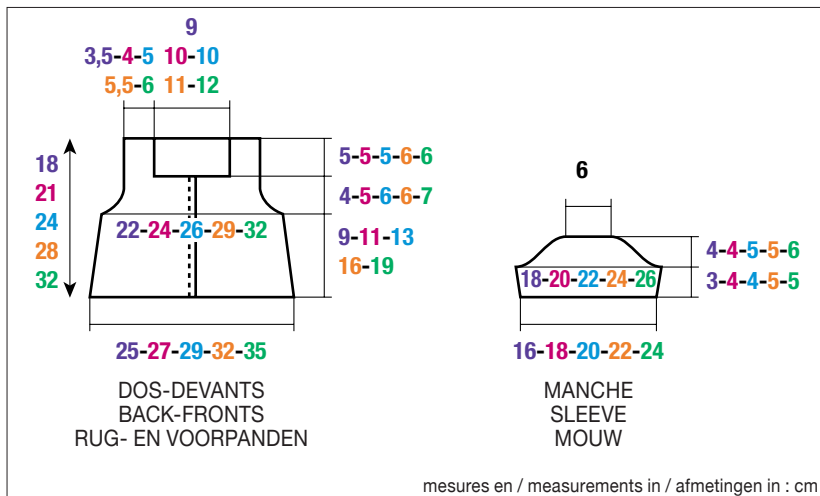 9
3,5-4-5 10-10
5,5-6 11-12
18
21
24
28
32
5-5-5-6-6
4-5-6-6-7
22-24-26-29-32
9-11-13
16-19
25-27-29-32-35
DOS-DEVANTS
BACK-FRONTS
RUG- EN VOORPANDEN
6
4-4-5-5-6
18-20-22-24-26
3-4-4-5-5
16-18-20-22-24
MANCHE
SLEEVE
MOUW
mesures en / measurements in / afmetingen in : cm